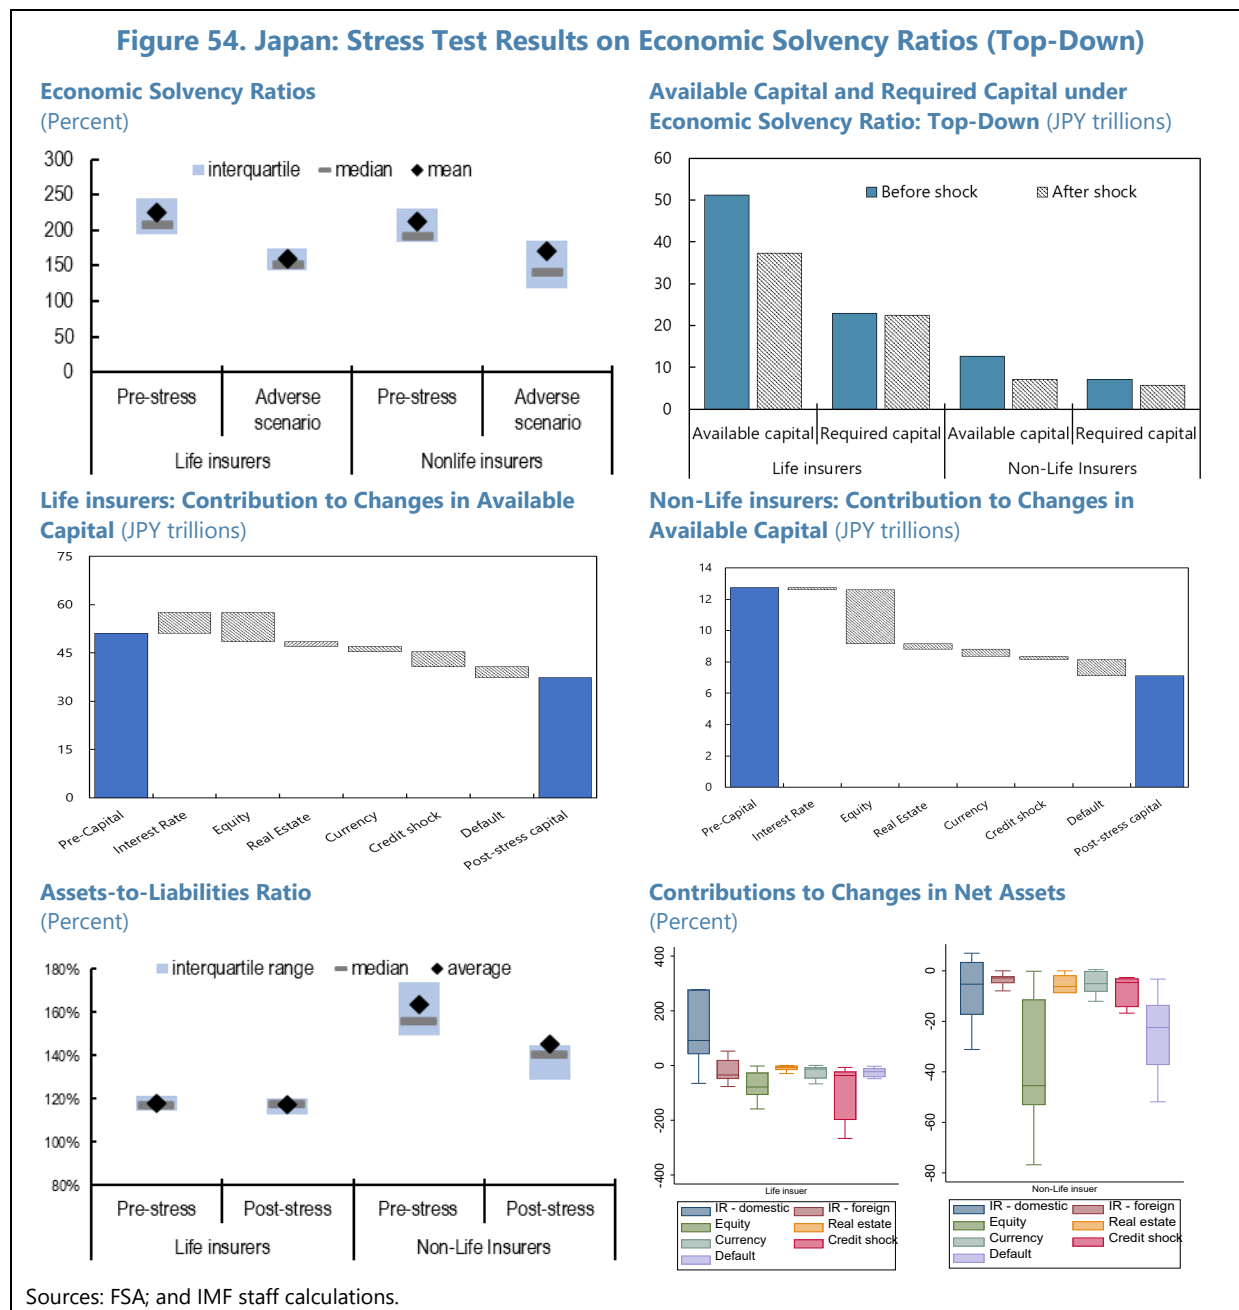 Figure 54. Japan: Stress Test Results on Economic Solvency Ratios (Top-Down)
Economic Solvency Ratios
(Percent)
300
250
200
150
100
50
0
interquartile
median
mean
Pre-stress
Adverse
scenario
Pre-stress
Adverse
scenario
Life insurers
Nonlife insurers
Available Capital and Required Capital under
Economic Solvency Ratio: Top-Down (JPY trillions)
60
50
40
30
20
10
0
Before shock
After shock
Available capital
Required capital
Available capital
Required capital
Life insurers
Non-Life Insurers
Life insurers: Contribution to Changes in Available
Capital (JPY trillions)
75
60
45
30
15
0
Pre-Capital
Interest Rate
Equity
Real Estate
Currency
Credit shock
Default
Post-stress capital
Non-Life insurers: Contribution to Changes in
Available Capital (JPY trillions)
14
12
10
8
6
4
2
0
Pre-Capital
Interest Rate
Equity
Real Estate
Currency
Credit shock
Default
Post-stress capital
Assets-to-Liabilities Ratio
(Percent)
180%
160%
140%
120%
100%
80%
interquartile range
median
average
Pre-stress
Post-stress
Pre-stress
Post-stress
Life insurers
Non-Life Insurers
Contributions to Changes in Net Assets
(Percent)
400
200
0
-200
-400
Life insuer
IR - domestic
IR - foreign
Equity
Real estate
Currency
Credit shock
Default
0
-20
-40
-60
-80
Non-Life insuer
IR - domestic
IR - foreign
Equity
Real estate
Currency
Credit shock
Default
Sources: FSA; and IMF staff calculations.